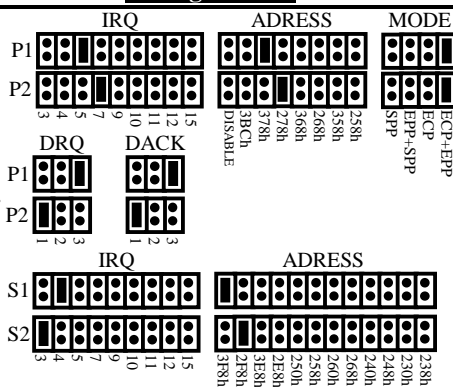 IRQ ADRESS MODE
P1
P2
3 4 5 7 9 10 11 12 15
DISABLE 3BCh 378h 278h 368h 268h 358h 258h
SPP EPP+SPP ECP ECP+EPP
DRQ DACK
P1
P2
1 2 3 1 2 3
IRQ ADRESS
S1
S2
3 4 5 7 9 10 11 12 15
3F8h 2F8h 3E8h 2E8h 250h 258h 260h 268h 240h 248h 230h 238h